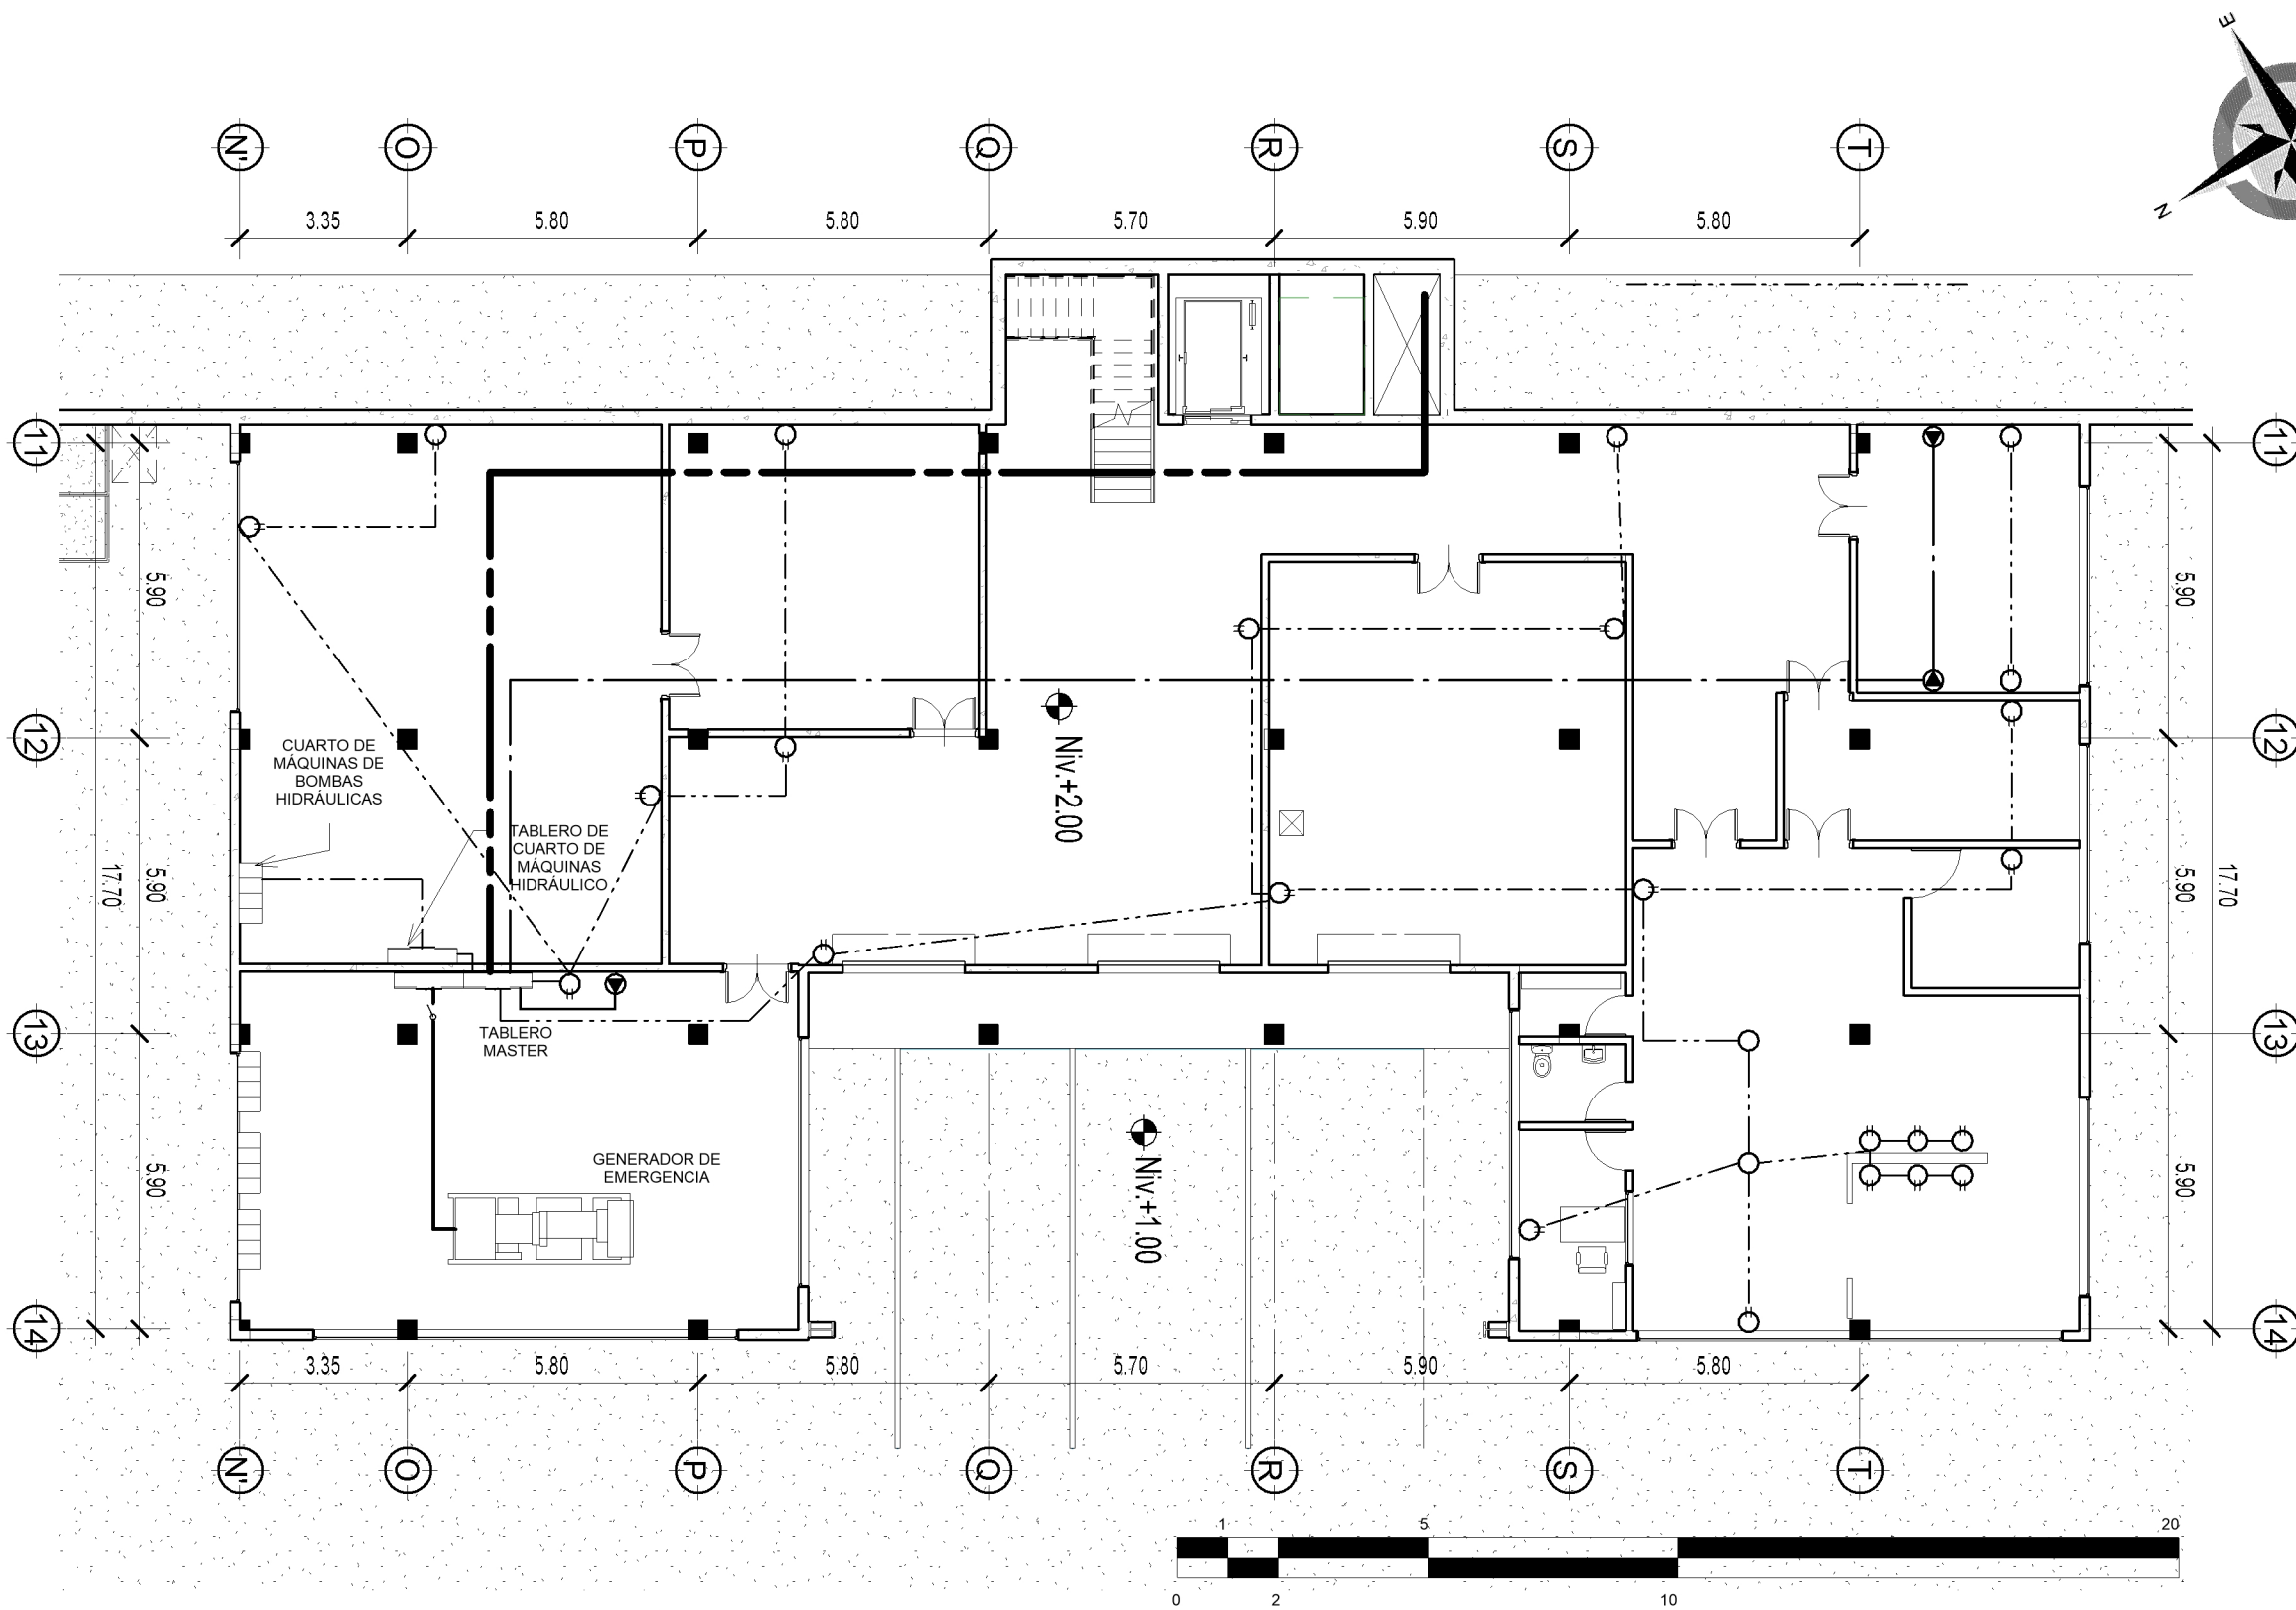 E
N
N'
O
P
Q
R
S
T
3.35
5.80
5.80
5.70
5.90
5.80
11
11
5.90
5.90
12
12
CUARTO DE
MÁQUINAS DE
BOMBAS
HIDRÁULICAS
Niv.+2.00
TABLERO DE
CUARTO DE
MÁQUINAS
HIDRÁULICO
17.70
5.90
5.90
17.70
13
13
TABLERO
MASTER
Niv.+1.00
GENERADOR DE
EMERGENCIA
5.90
5.90
14
14
3.35
5.80
5.80
5.70
5.90
5.80
N'
O
P
Q
R
S
T
1
5
20
0
2
10